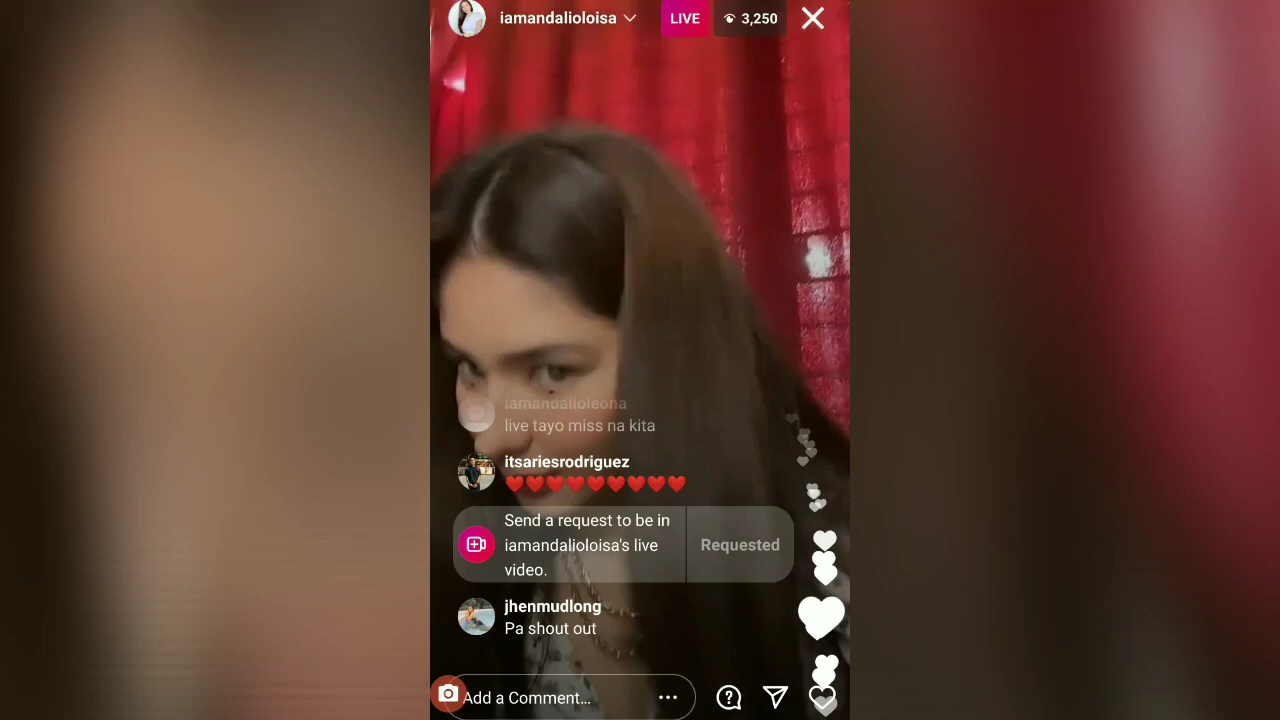 iamandalioloisa
LIVE
3,250
iamandalioleona
live tayo miss na kita
itsariesrodriguez
❤️❤️❤️❤️❤️❤️❤️❤️❤️
Send a request to be in
iamandalioloisa's live
video.
Requested
jhenmudlong
Pa shout out
Add a Comment...